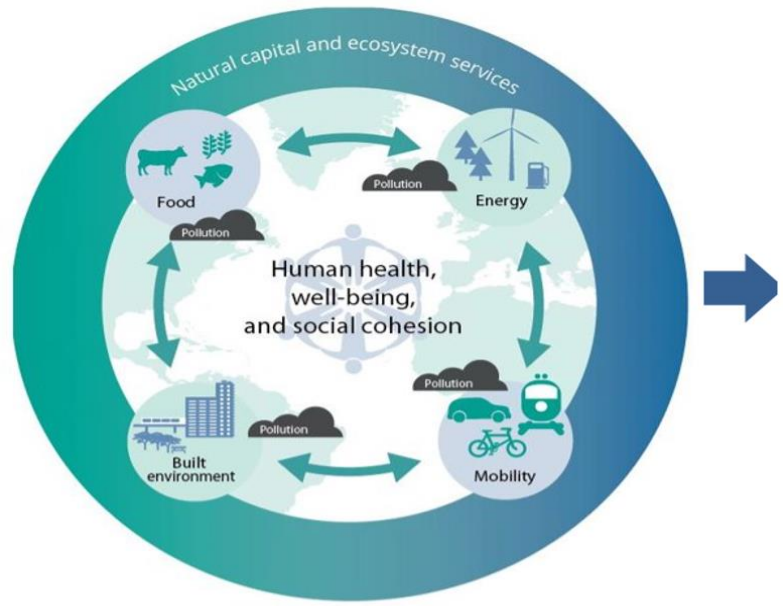 Natural capital and ecosystem services
Food
Pollution
Pollution
Energy
Human health,
well-being,
and social cohesion
Pollution
Pollution
Built
environment
Mobility